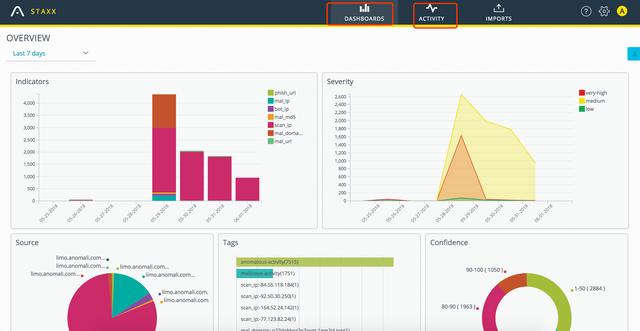 STAXX
DASHBOARDS
ACTIVITY
IMPORTS
?
A
OVERVIEW
Last 7 days
Indicators
4,000
3,500
3,000
2,500
2,000
1,500
1,000
500
0
05-25-2018
05-26-2018
05-27-2018
05-28-2018
05-29-2018
05-30-2018
05-31-2018
06-01-2018
phish_url
mal_ip
bot_ip
mal_md5
scan_ip
mal_doma...
mal_url
Severity
2,600
2,400
2,200
2,000
1,800
1,600
1,400
1,200
1,000
800
600
400
200
0
05-25-2018
05-26-2018
05-27-2018
05-28-2018
05-29-2018
05-30-2018
05-31-2018
06-01-2018
very-high
medium
low
Source
limo.anomali.com...
limo.anomali.com...
limo.anomali.com...
limo.anomali.com...
limo.anomali.com...
limo.anomali.com.
limo.anomali.com
Tags
anomalous-activity(7515)
malicious-activity(1751)
scan_ip:-84.55.118.184(1)
scan_ip:-92.50.30.250(1)
scan_ip:-164.52.24.142(1)
scan_ip:-77.123.82.24(1)
Confidence
90-100 ( 1050 )
80-90 ( 1963 )
1-50 ( 2884 )